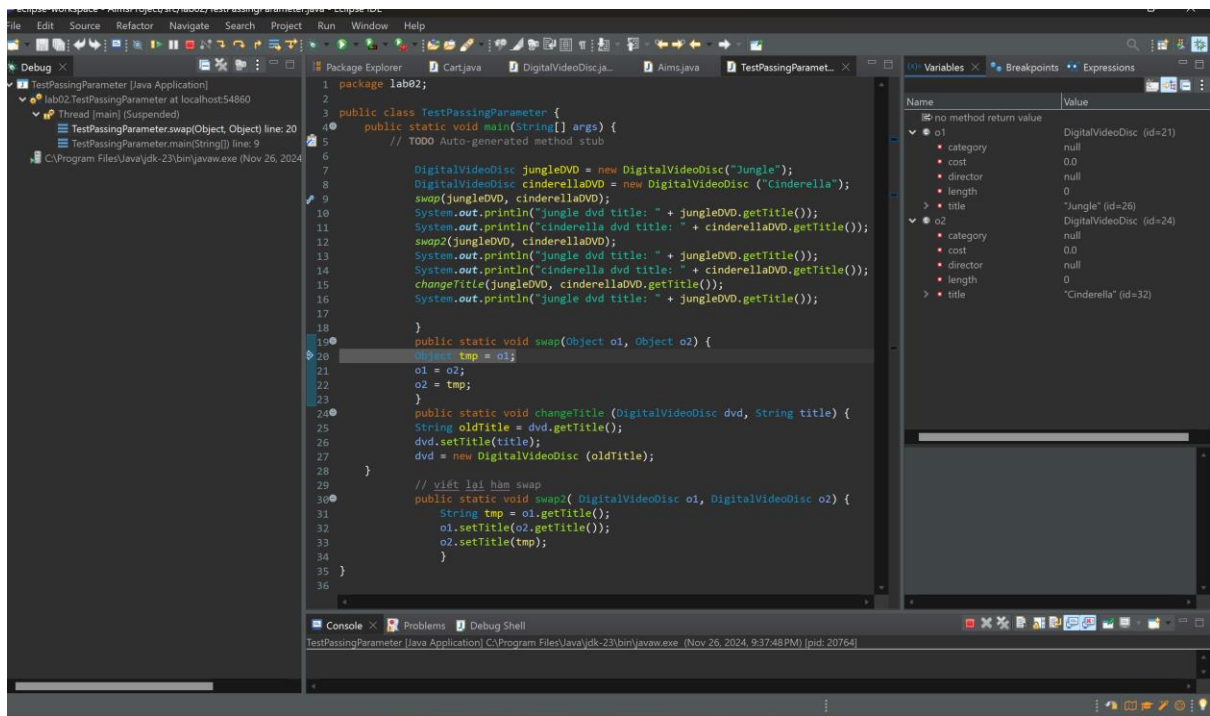 eclipse-workspace - AimsProject/src/lab02/TestPassingParameter.java - Eclipse IDE
File Edit Source Refactor Navigate Search Project Run Window Help
Debug
TestPassingParameter [Java Application]
lab02.TestPassingParameter at localhost:54860
Thread [main] (Suspended)
TestPassingParameter.swap(Object, Object) line: 20
TestPassingParameter.main(String[]) line: 9
C:\Program Files\Java\jdk-23\bin\javaw.exe (Nov 26, 2024
Package Explorer Cart.java DigitalVideoDisc.ja... Aims.java TestPassingParamet...
1 package lab02;
2
3 public class TestPassingParameter {
4 public static void main(String[] args) {
5 // TODO Auto-generated method stub
6
7 DigitalVideoDisc jungleDVD = new DigitalVideoDisc("Jungle");
8 DigitalVideoDisc cinderellaDVD = new DigitalVideoDisc ("Cinderella");
9 swap(jungleDVD, cinderellaDVD);
10 System.out.println("jungle dvd title: " + jungleDVD.getTitle());
11 System.out.println("cinderella dvd title: " + cinderellaDVD.getTitle());
12 swap2(jungleDVD, cinderellaDVD);
13 System.out.println("jungle dvd title: " + jungleDVD.getTitle());
14 System.out.println("cinderella dvd title: " + cinderellaDVD.getTitle());
15 changeTitle(jungleDVD, cinderellaDVD.getTitle());
16 System.out.println("jungle dvd title: " + jungleDVD.getTitle());
17
18 }
19 public static void swap(Object o1, Object o2) {
20 Object tmp = o1;
21 o1 = o2;
22 o2 = tmp;
23 }
24 public static void changeTitle (DigitalVideoDisc dvd, String title) {
25 String oldTitle = dvd.getTitle();
26 dvd.setTitle(title);
27 dvd = new DigitalVideoDisc (oldTitle);
28 }
29 // viết lại hàm swap
30 public static void swap2( DigitalVideoDisc o1, DigitalVideoDisc o2) {
31 String tmp = o1.getTitle();
32 o1.setTitle(o2.getTitle());
33 o2.setTitle(tmp);
34 }
35 }
36
Variables Breakpoints Expressions
Name Value
no method return value
o1 DigitalVideoDisc (id=21)
category null
cost 0.0
director null
length 0
title "Jungle" (id=26)
o2 DigitalVideoDisc (id=24)
category null
cost 0.0
director null
length 0
title "Cinderella" (id=32)
Console Problems Debug Shell
TestPassingParameter [Java Application] C:\Program Files\Java\jdk-23\bin\javaw.exe (Nov 26, 2024, 9:37:48 PM) [pid: 20764]